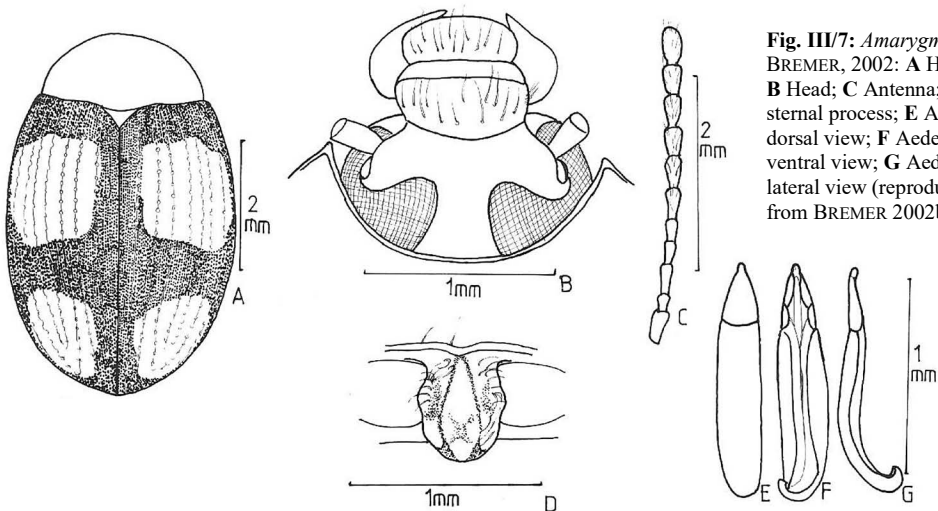 Fig. III/7: Amarygm
BREMER, 2002: A H
B Head; C Antenna;
sternal process; E A
dorsal view; F Aede
ventral view; G Aed
lateral view (reprodu
from BREMER 2002b
2
mm
A
1mm
B
2
mm
C
1mm
D
1
mm
E
F
G